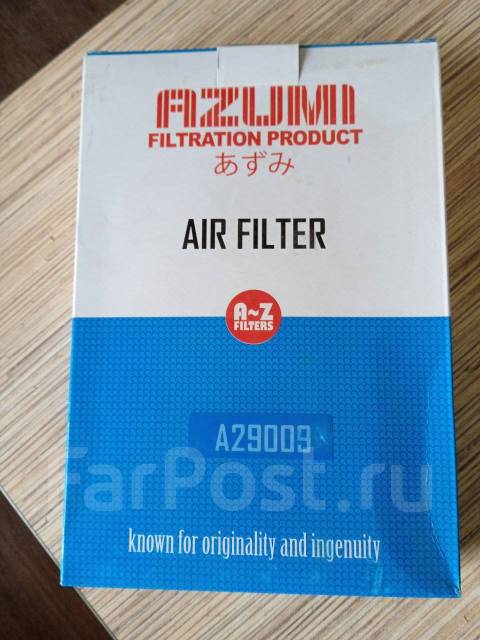 AZUMI
FILTRATION PRODUCT
あずみ
AIR FILTER
A~Z
FILTERS
A29009
FarPost.ru
known for originality and ingenuity